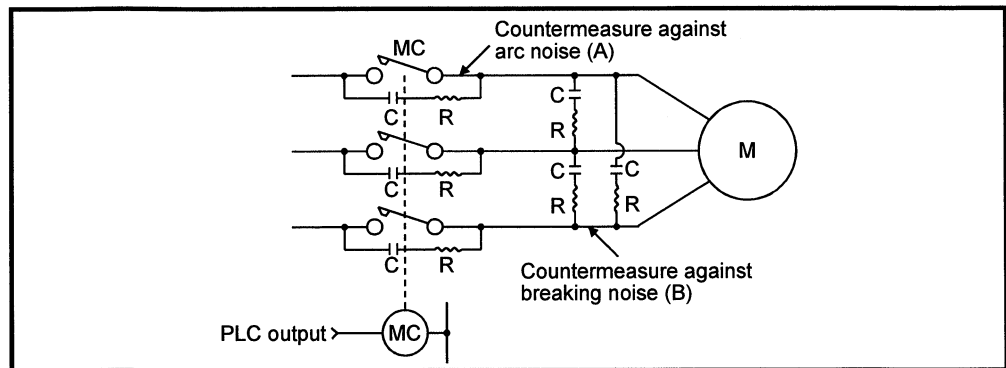 Countermeasure against
arc noise (A)
MC
C
R
C
R
C
R
C
R
C
R
C
R
M
Countermeasure against
breaking noise (B)
PLC output
MC